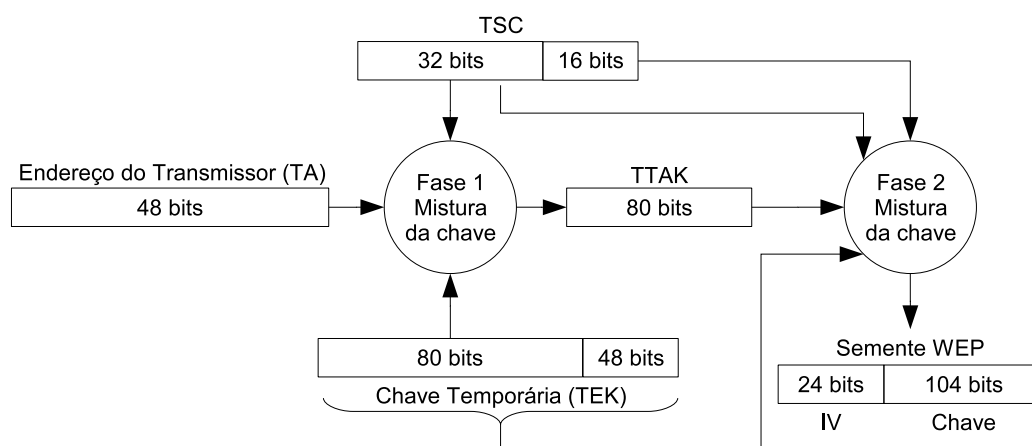 TSC
32 bits
16 bits
Endereço do Transmissor (TA)
48 bits
Fase 1
Mistura
da chave
TTAK
80 bits
Fase 2
Mistura
da chave
80 bits
48 bits
Chave Temporária (TEK)
Semente WEP
24 bits
104 bits
IV
Chave